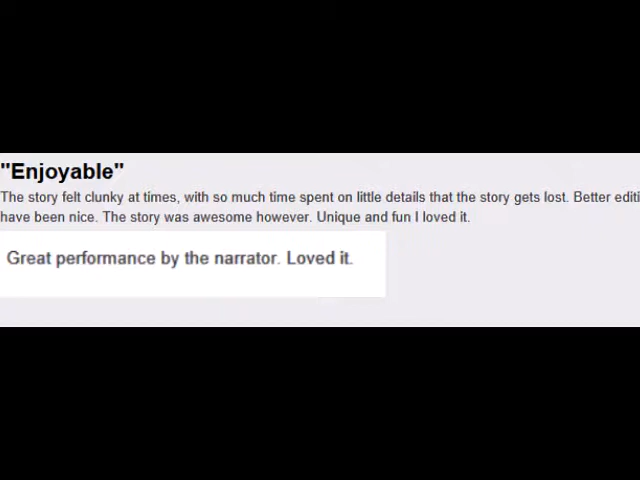 "Enjoyable"
The story felt clunky at times, with so much time spent on little details that the story gets lost. Better editi
have been nice. The story was awesome however. Unique and fun I loved it.
Great performance by the narrator. Loved it.